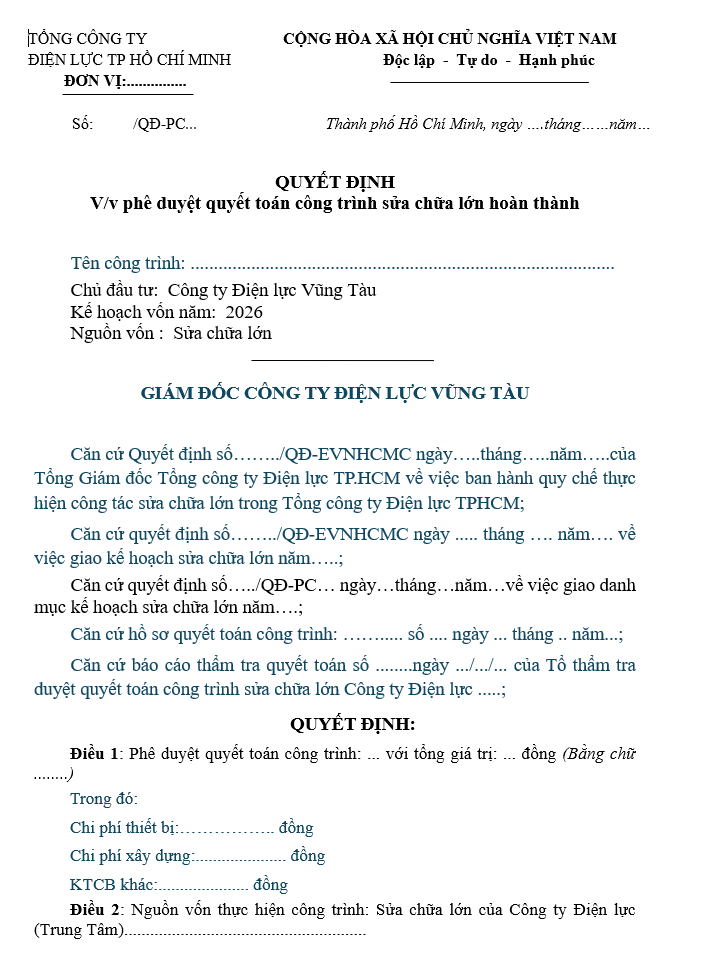 TỔNG CÔNG TY
ĐIỆN LỰC TP HỒ CHÍ MINH
ĐƠN VỊ:...............
CỘNG HÒA XÃ HỘI CHỦ NGHĨA VIỆT NAM
Độc lập - Tự do - Hạnh phúc
Số: /QĐ-PC...
Thành phố Hồ Chí Minh, ngày ….tháng……năm…
QUYẾT ĐỊNH
V/v phê duyệt quyết toán công trình sửa chữa lớn hoàn thành
Tên công trình: ..........................................................................................
Chủ đầu tư: Công ty Điện lực Vũng Tàu
Kế hoạch vốn năm: 2026
Nguồn vốn : Sửa chữa lớn
GIÁM ĐỐC CÔNG TY ĐIỆN LỰC VŨNG TÀU
Căn cứ Quyết định số……../QĐ-EVNHCMC ngày…..tháng…..năm…..của
Tổng Giám đốc Tổng công ty Điện lực TP.HCM về việc ban hành quy chế thực
hiện công tác sửa chữa lớn trong Tổng công ty Điện lực TPHCM;
Căn cứ quyết định số……../QĐ-EVNHCMC ngày ..... tháng …. năm…. về
việc giao kế hoạch sửa chữa lớn năm…..;
Căn cứ quyết định số…../QĐ-PC… ngày…tháng…năm…về việc giao danh
mục kế hoạch sửa chữa lớn năm….;
Căn cứ hồ sơ quyết toán công trình: ……..... số .... ngày ... tháng .. năm...;
Căn cứ báo cáo thẩm tra quyết toán số ........ngày .../.../... của Tổ thẩm tra
duyệt quyết toán công trình sửa chữa lớn Công ty Điện lực .....;
QUYẾT ĐỊNH:
Điều 1: Phê duyệt quyết toán công trình: ... với tổng giá trị: ... đồng (Bằng chữ
........)
Trong đó:
Chi phí thiết bị:…………….. đồng
Chi phí xây dựng:..................... đồng
KTCB khác:..................... đồng
Điều 2: Nguồn vốn thực hiện công trình: Sửa chữa lớn của Công ty Điện lực
(Trung Tâm)........................................................